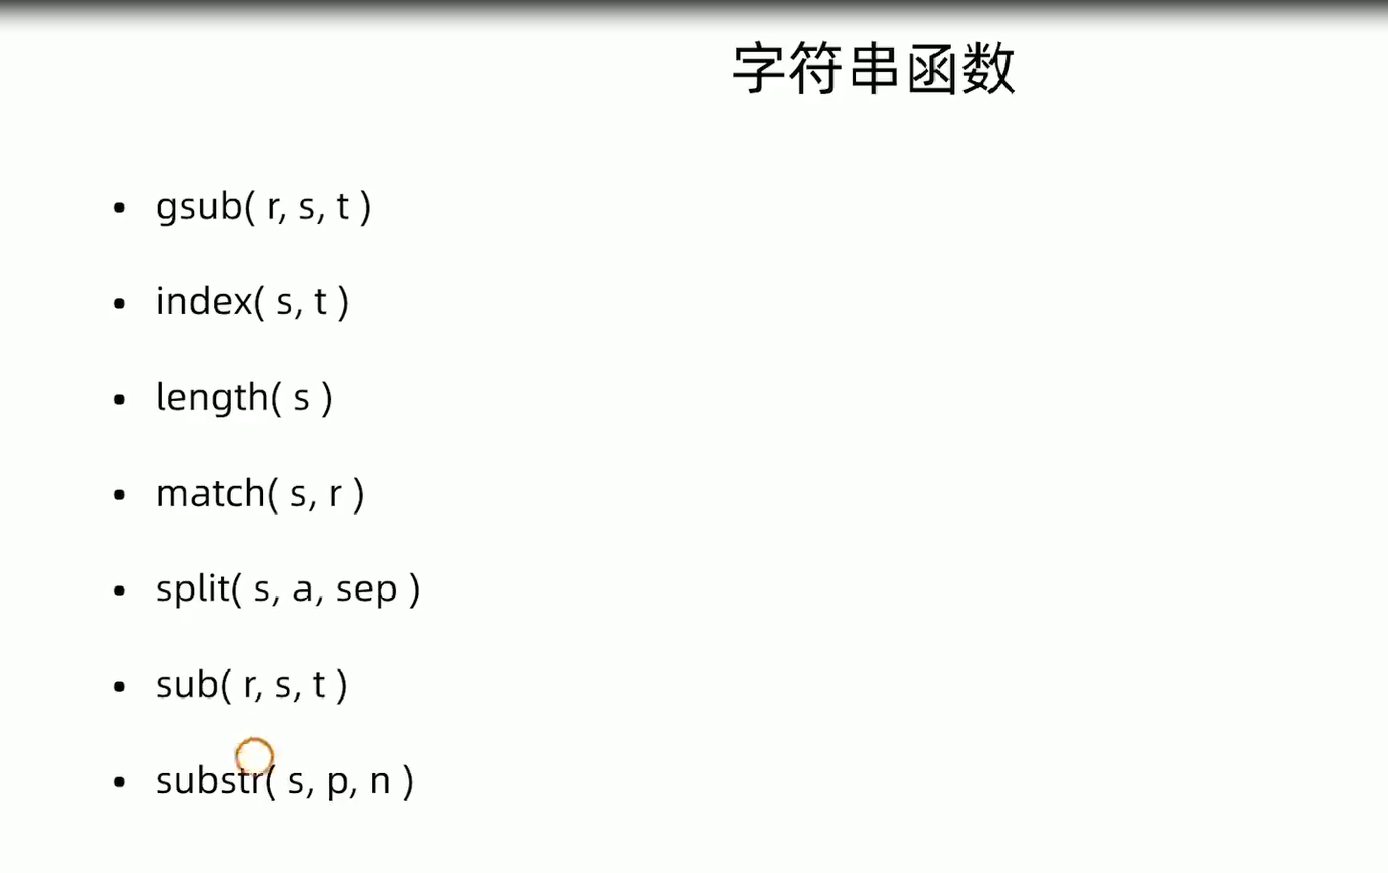 字符串函数
• gsub( r, s, t )
• index( s, t )
• length( s )
• match( s, r )
• split( s, a, sep )
• sub( r, s, t )
• substr( s, p, n )